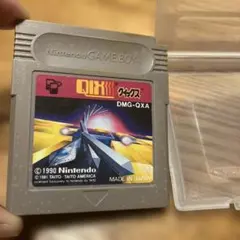 Nintendo GAME BOY
QIX クイックス
DMG-QXA
© 1990 Nintendo
© 1981 TAITO · TAITO AMERICA
MADE IN JAPAN